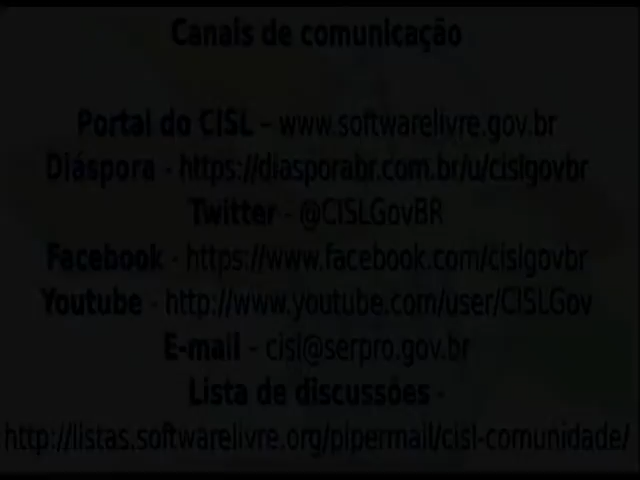 Canais de comunicação
Portal do CISL – www.softwarelivre.gov.br
Diáspora - https://diasporabr.com.br/u/cislgovbr
Twitter - @CISLGovBR
Facebook - https://www.facebook.com/cislgovbr
Youtube - http://www.youtube.com/user/CISLGov
E-mail – cisl@serpro.gov.br
Lista de discussões -
http://listas.softwarelivre.org/pipermail/cisl-comunidade/